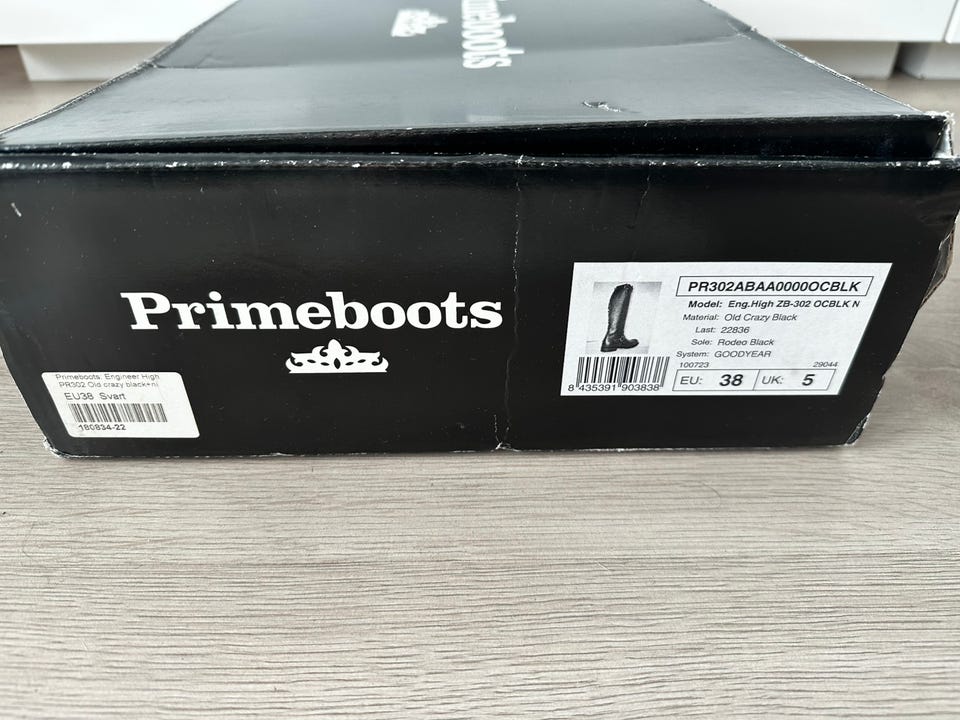 Primeboots
Primeboots
Primeboots. Engineer High
PR302 Old crazy black+ni
EU38 Svart
180834-22
PR302ABAA0000OCBLK
Model: Eng.High ZB-302 OCBLK N
Material: Old Crazy Black
Last: 22836
Sole: Rodeo Black
System: GOODYEAR
100723 29044
8 435391 903838
EU: 38 UK: 5